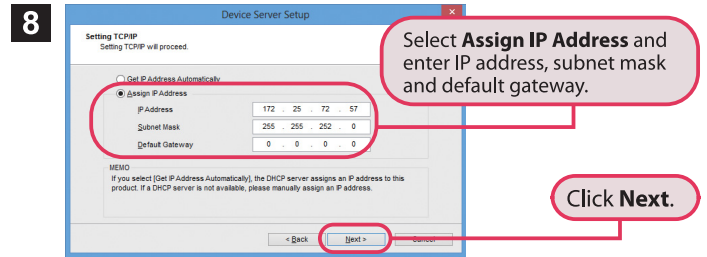 8
Device Server Setup
Setting TCP/IP
Setting TCP/IP will proceed.
Select Assign IP Address and
enter IP address, subnet mask
and default gateway.
Get IP Address Automatically
Assign IP Address
IP Address 172 . 25 . 72 . 57
Subnet Mask 255 . 255 . 252 . 0
Default Gateway 0 . 0 . 0 . 0
MEMO
If you select [Get IP Address Automatically], the DHCP server assigns an IP address to this
product. If a DHCP server is not available, please manually assign an IP address.
Click Next.
< Back Next > Cancel